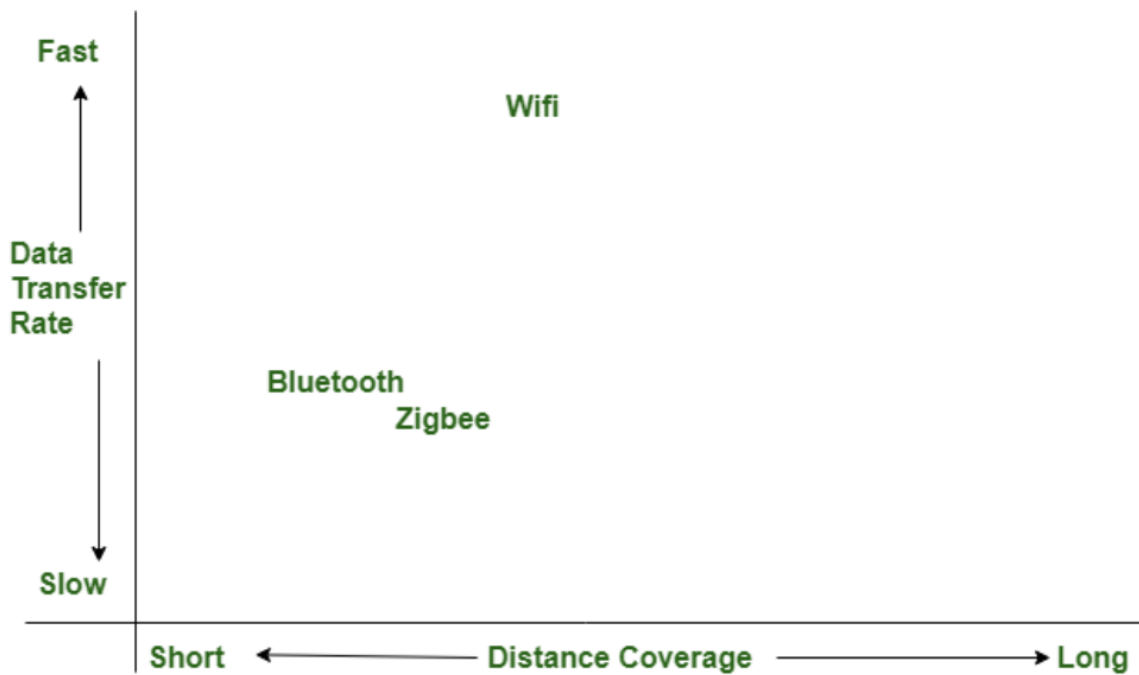 Fast
Wifi
Data
Transfer
Rate
Bluetooth
Zigbee
Slow
Short
Distance Coverage
Long